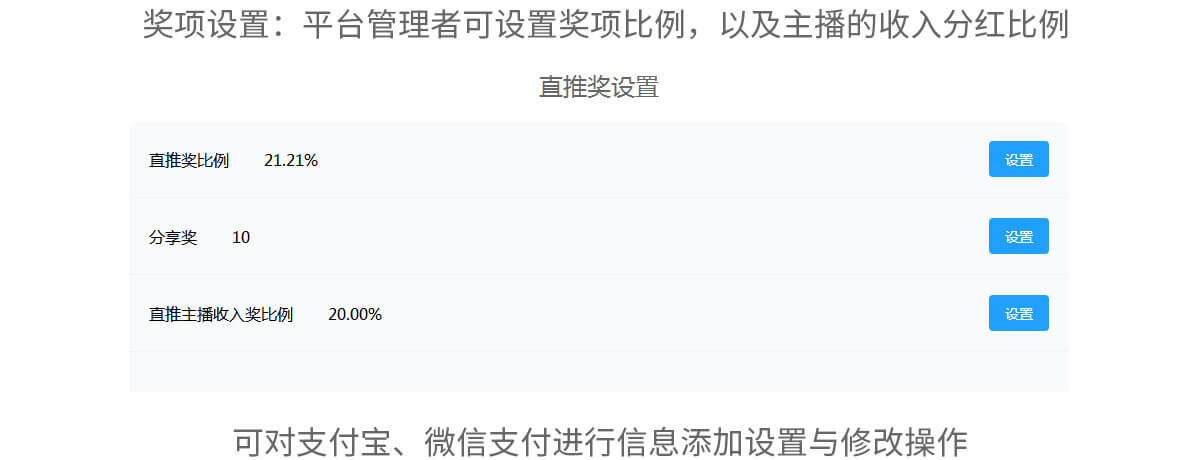 奖项设置：平台管理者可设置奖项比例，以及主播的收入分红比例
直推奖设置
直推奖比例 21.21% 设置
分享奖 10 设置
直推主播收入奖比例 20.00% 设置
可对支付宝、微信支付进行信息添加设置与修改操作